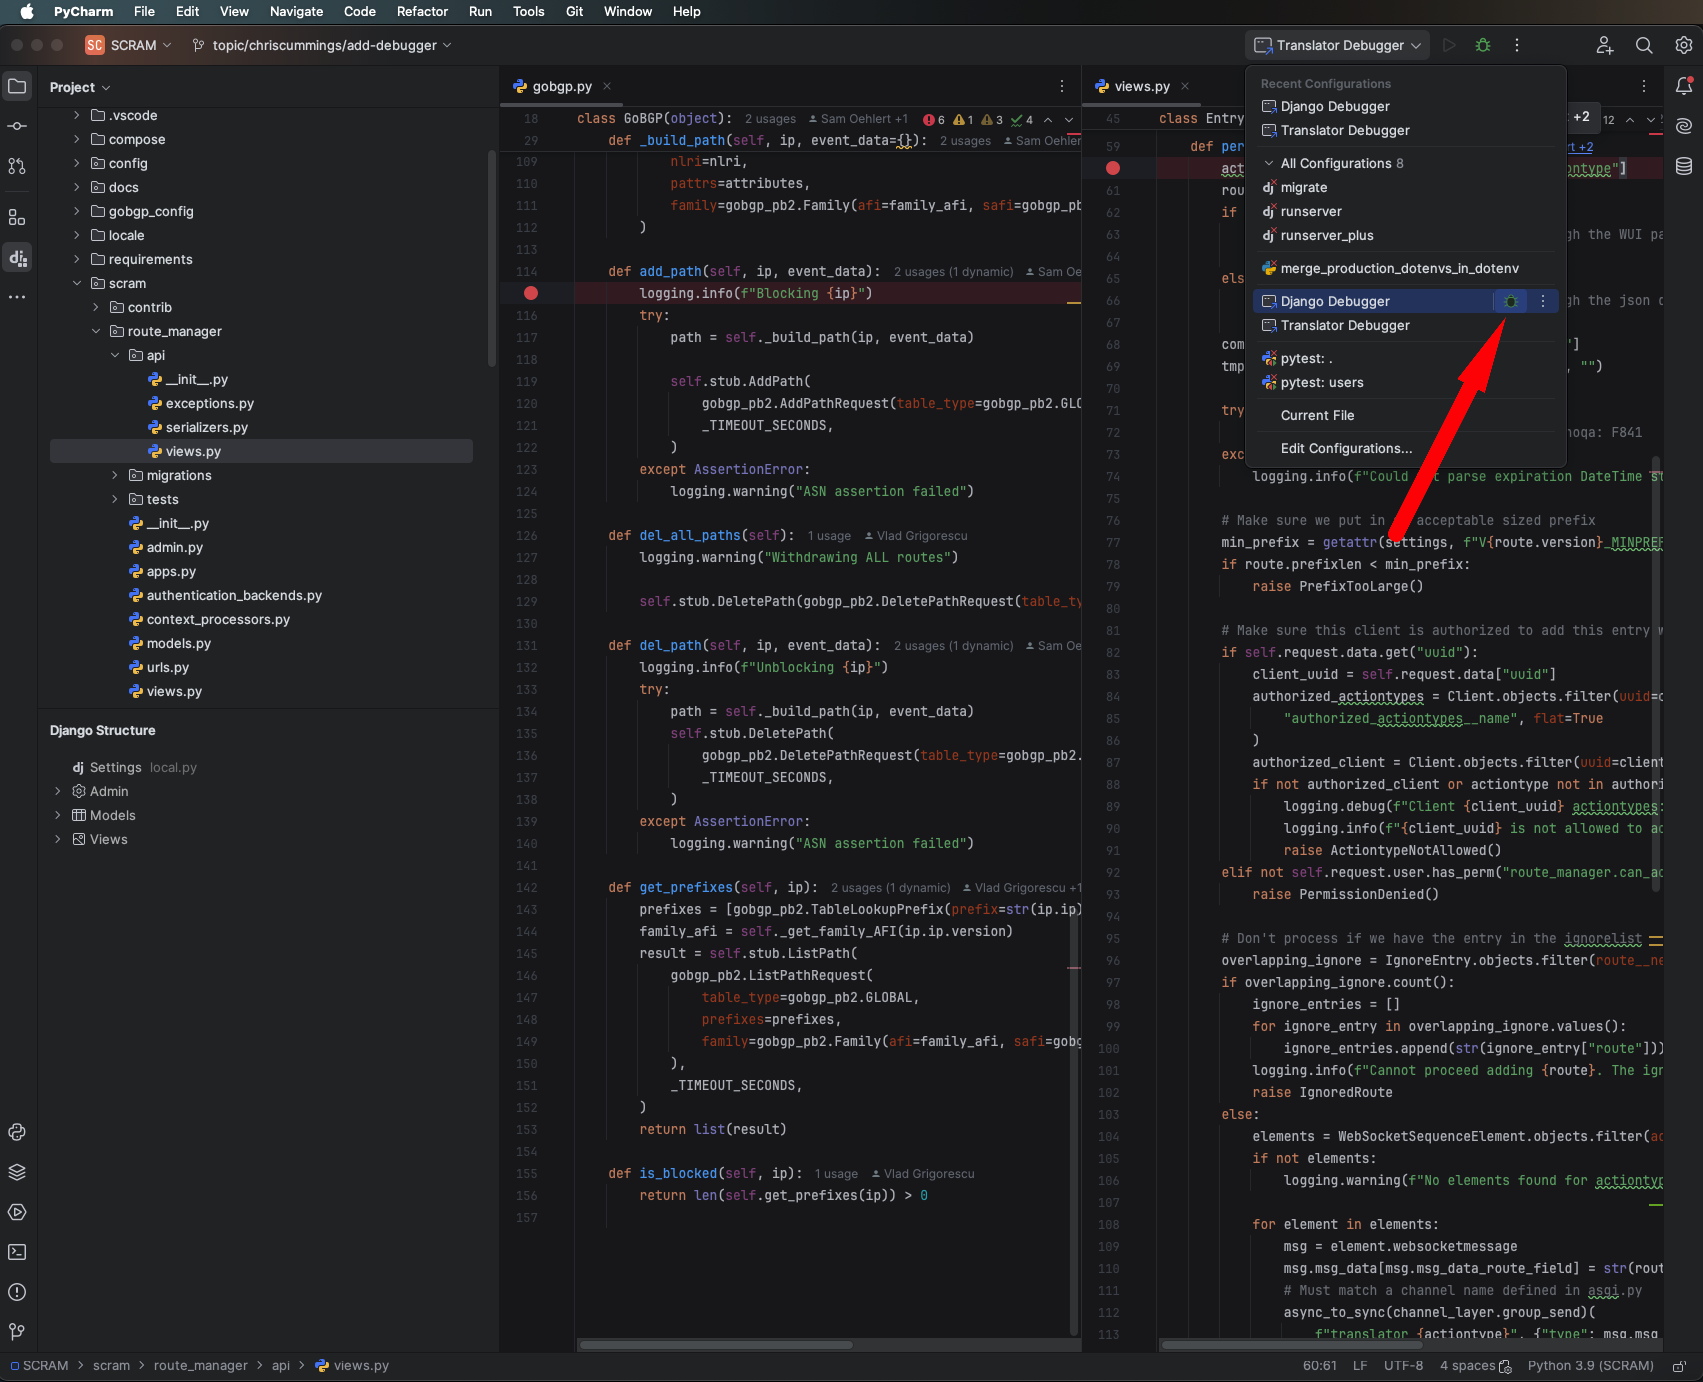 PyCharm File Edit View Navigate Code Refactor Run Tools Git Window Help
SC SCRAM topic/chriscummings/add-debugger Translator Debugger
Project
.vscode
compose
config
docs
gobgp_config
locale
requirements
scram
contrib
route_manager
api
__init__.py
exceptions.py
serializers.py
views.py
migrations
tests
__init__.py
admin.py
apps.py
authentication_backends.py
context_processors.py
models.py
urls.py
views.py
Django Structure
dj Settings local.py
Admin
Models
Views
gobgp.py
18 class GoBGP(object): 2 usages Sam Oehlert +1 6 1 3 4
29 def _build_path(self, ip, event_data={}): 2 usages Sam Oehler
109 nlri=nlri,
110 pattrs=attributes,
111 family=gobgp_pb2.Family(afi=family_afi, safi=gobgp_pb
112 )
113
114 def add_path(self, ip, event_data): 2 usages (1 dynamic) Sam Oe
logging.info(f"Blocking {ip}")
116 try:
117 path = self._build_path(ip, event_data)
118
119 self.stub.AddPath(
120 gobgp_pb2.AddPathRequest(table_type=gobgp_pb2.GLO
121 _TIMEOUT_SECONDS,
122 )
123 except AssertionError:
124 logging.warning("ASN assertion failed")
125
126 def del_all_paths(self): 1 usage Vlad Grigorescu
127 logging.warning("Withdrawing ALL routes")
128
129 self.stub.DeletePath(gobgp_pb2.DeletePathRequest(table_ty
130
131 def del_path(self, ip, event_data): 2 usages (1 dynamic) Sam Oe
132 logging.info(f"Unblocking {ip}")
133 try:
134 path = self._build_path(ip, event_data)
135 self.stub.DeletePath(
136 gobgp_pb2.DeletePathRequest(table_type=gobgp_pb2.
137 _TIMEOUT_SECONDS,
138 )
139 except AssertionError:
140 logging.warning("ASN assertion failed")
141
142 def get_prefixes(self, ip): 2 usages (1 dynamic) Vlad Grigorescu +1
143 prefixes = [gobgp_pb2.TableLookupPrefix(prefix=str(ip.ip)
144 family_afi = self._get_family_AFI(ip.ip.version)
145 result = self.stub.ListPath(
146 gobgp_pb2.ListPathRequest(
147 table_type=gobgp_pb2.GLOBAL,
148 prefixes=prefixes,
149 family=gobgp_pb2.Family(afi=family_afi, safi=gobg
150 ),
151 _TIMEOUT_SECONDS,
152 )
153 return list(result)
154
155 def is_blocked(self, ip): 1 usage Vlad Grigorescu
156 return len(self.get_prefixes(ip)) > 0
157
views.py
45 class Entry +2 12
59 def per rt +2
act ontype"]
61 rou
62 if
63 gh the WUI pa
64
65 els
66 gh the json d
67
68 com ']
69 tmp , "")
70
71 try
72 noqa: F841
73 exc
74 logging.info(f"Could parse expiration DateTime st
75
76 # Make sure we put in acceptable sized prefix
77 min_prefix = getattr(settings, f"V{route.version}_MINPREF
78 if route.prefixlen < min_prefix:
79 raise PrefixTooLarge()
80
81 # Make sure this client is authorized to add this entry w
82 if self.request.data.get("uuid"):
83 client_uuid = self.request.data["uuid"]
84 authorized_actiontypes = Client.objects.filter(uuid=c
85 "authorized_actiontypes__name", flat=True
86 )
87 authorized_client = Client.objects.filter(uuid=client
88 if not authorized_client or actiontype not in authori
89 logging.debug(f"Client {client_uuid} actiontypes:
90 logging.info(f"{client_uuid} is not allowed to ac
91 raise ActiontypeNotAllowed()
92 elif not self.request.user.has_perm("route_manager.can_ac
93 raise PermissionDenied()
94
95 # Don't process if we have the entry in the ignorelist
96 overlapping_ignore = IgnoreEntry.objects.filter(route__ne
97 if overlapping_ignore.count():
98 ignore_entries = []
99 for ignore_entry in overlapping_ignore.values():
100 ignore_entries.append(str(ignore_entry["route"]))
101 logging.info(f"Cannot proceed adding {route}. The ign
102 raise IgnoredRoute
103 else:
104 elements = WebSocketSequenceElement.objects.filter(ac
105 if not elements:
106 logging.warning(f"No elements found for actiontyp
107
108 for element in elements:
109 msg = element.websocketmessage
110 msg.msg_data[msg.msg_data_route_field] = str(rout
111 # Must match a channel name defined in asgi.py
112 async_to_sync(channel_layer.group_send)(
113 f"translator_{actiontype}", {"type": msg.msg
Recent Configurations
Django Debugger
Translator Debugger
All Configurations 8
dj migrate
dj runserver
dj runserver_plus
merge_production_dotenvs_in_dotenv
Django Debugger
Translator Debugger
pytest: .
pytest: users
Current File
Edit Configurations...
SCRAM scram route_manager api views.py 60:61 LF UTF-8 4 spaces Python 3.9 (SCRAM)